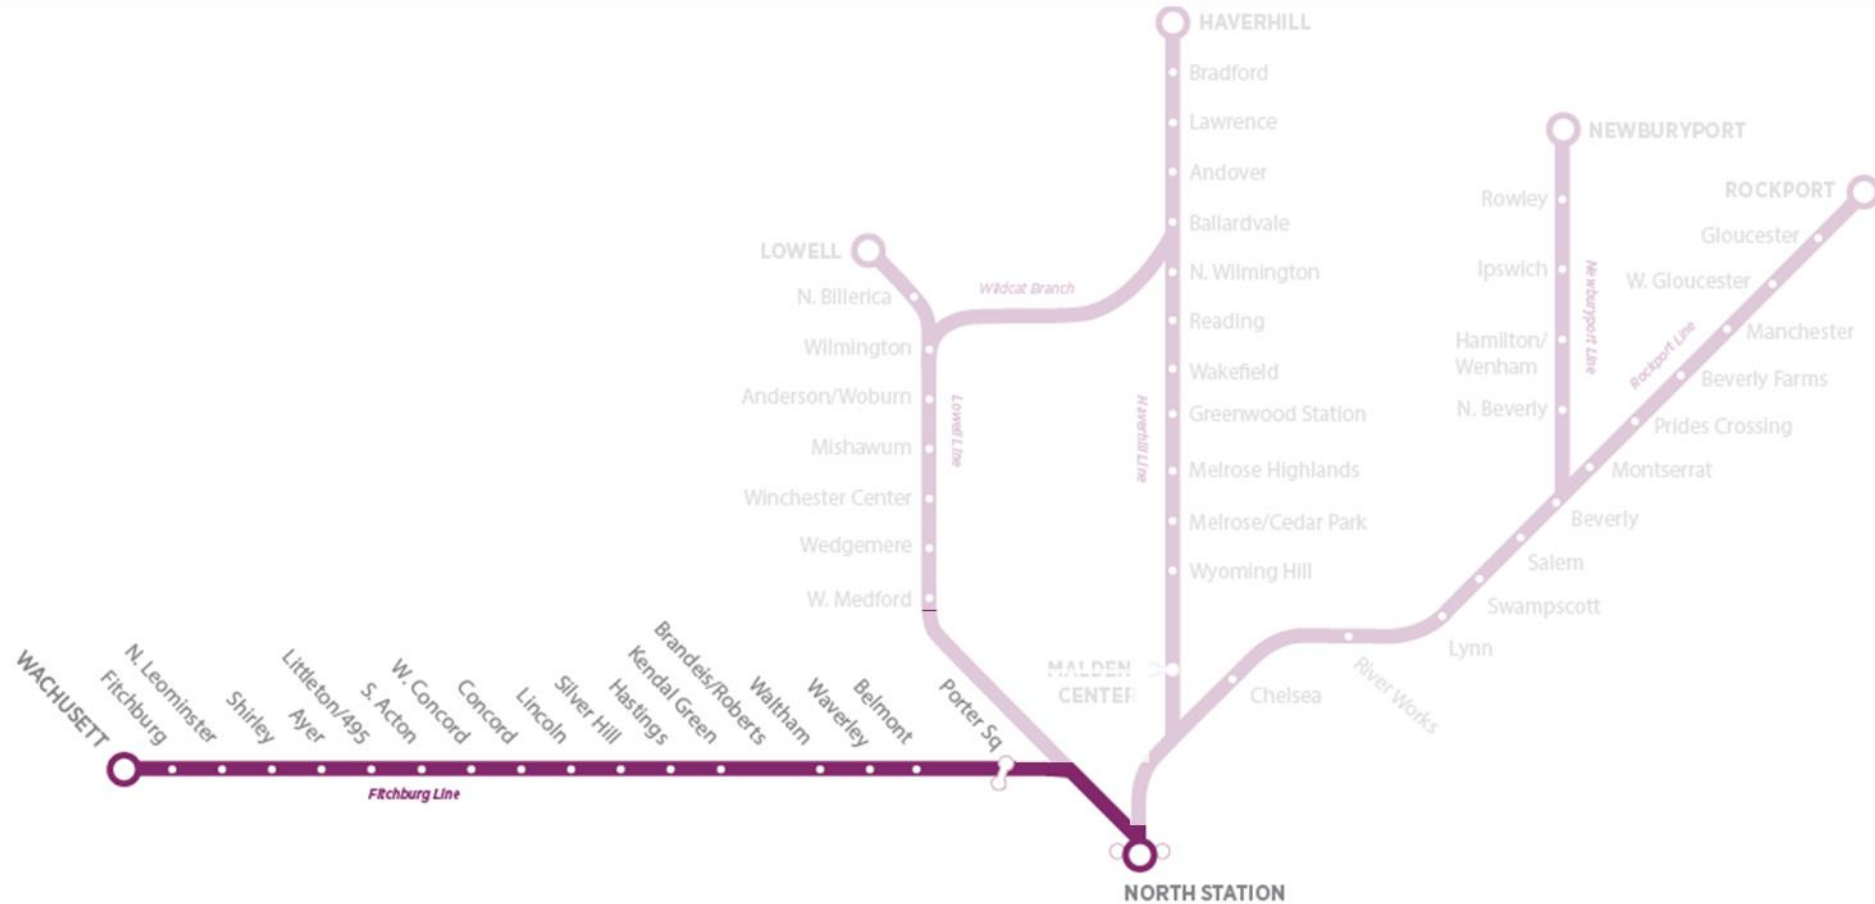 HAVERHILL
Bradford
Lawrence
Andover
Ballardvale
N. Wilmington
Reading
Wakefield
Greenwood Station
Melrose Highlands
Melrose/Cedar Park
Wyoming Hill
MALDEN
CENTER
Haverhill Line
Wildcat Branch
LOWELL
N. Billerica
Wilmington
Anderson/Woburn
Mishawum
Winchester Center
Wedgemere
W. Medford
Lowell Line
NEWBURYPORT
Rowley
Ipswich
Hamilton/
Wenham
N. Beverly
Newburyport Line
ROCKPORT
Gloucester
W. Gloucester
Manchester
Beverly Farms
Prides Crossing
Montserrat
Rockport Line
Beverly
Salem
Swampscott
Lynn
River Works
Chelsea
WACHUSETT
Fitchburg
N. Leominster
Shirley
Ayer
Littleton/495
S. Acton
W. Concord
Concord
Lincoln
Silver Hill
Hastings
Kendal Green
Brandeis/Roberts
Waltham
Waverley
Belmont
Porter Sq
Fitchburg Line
NORTH STATION